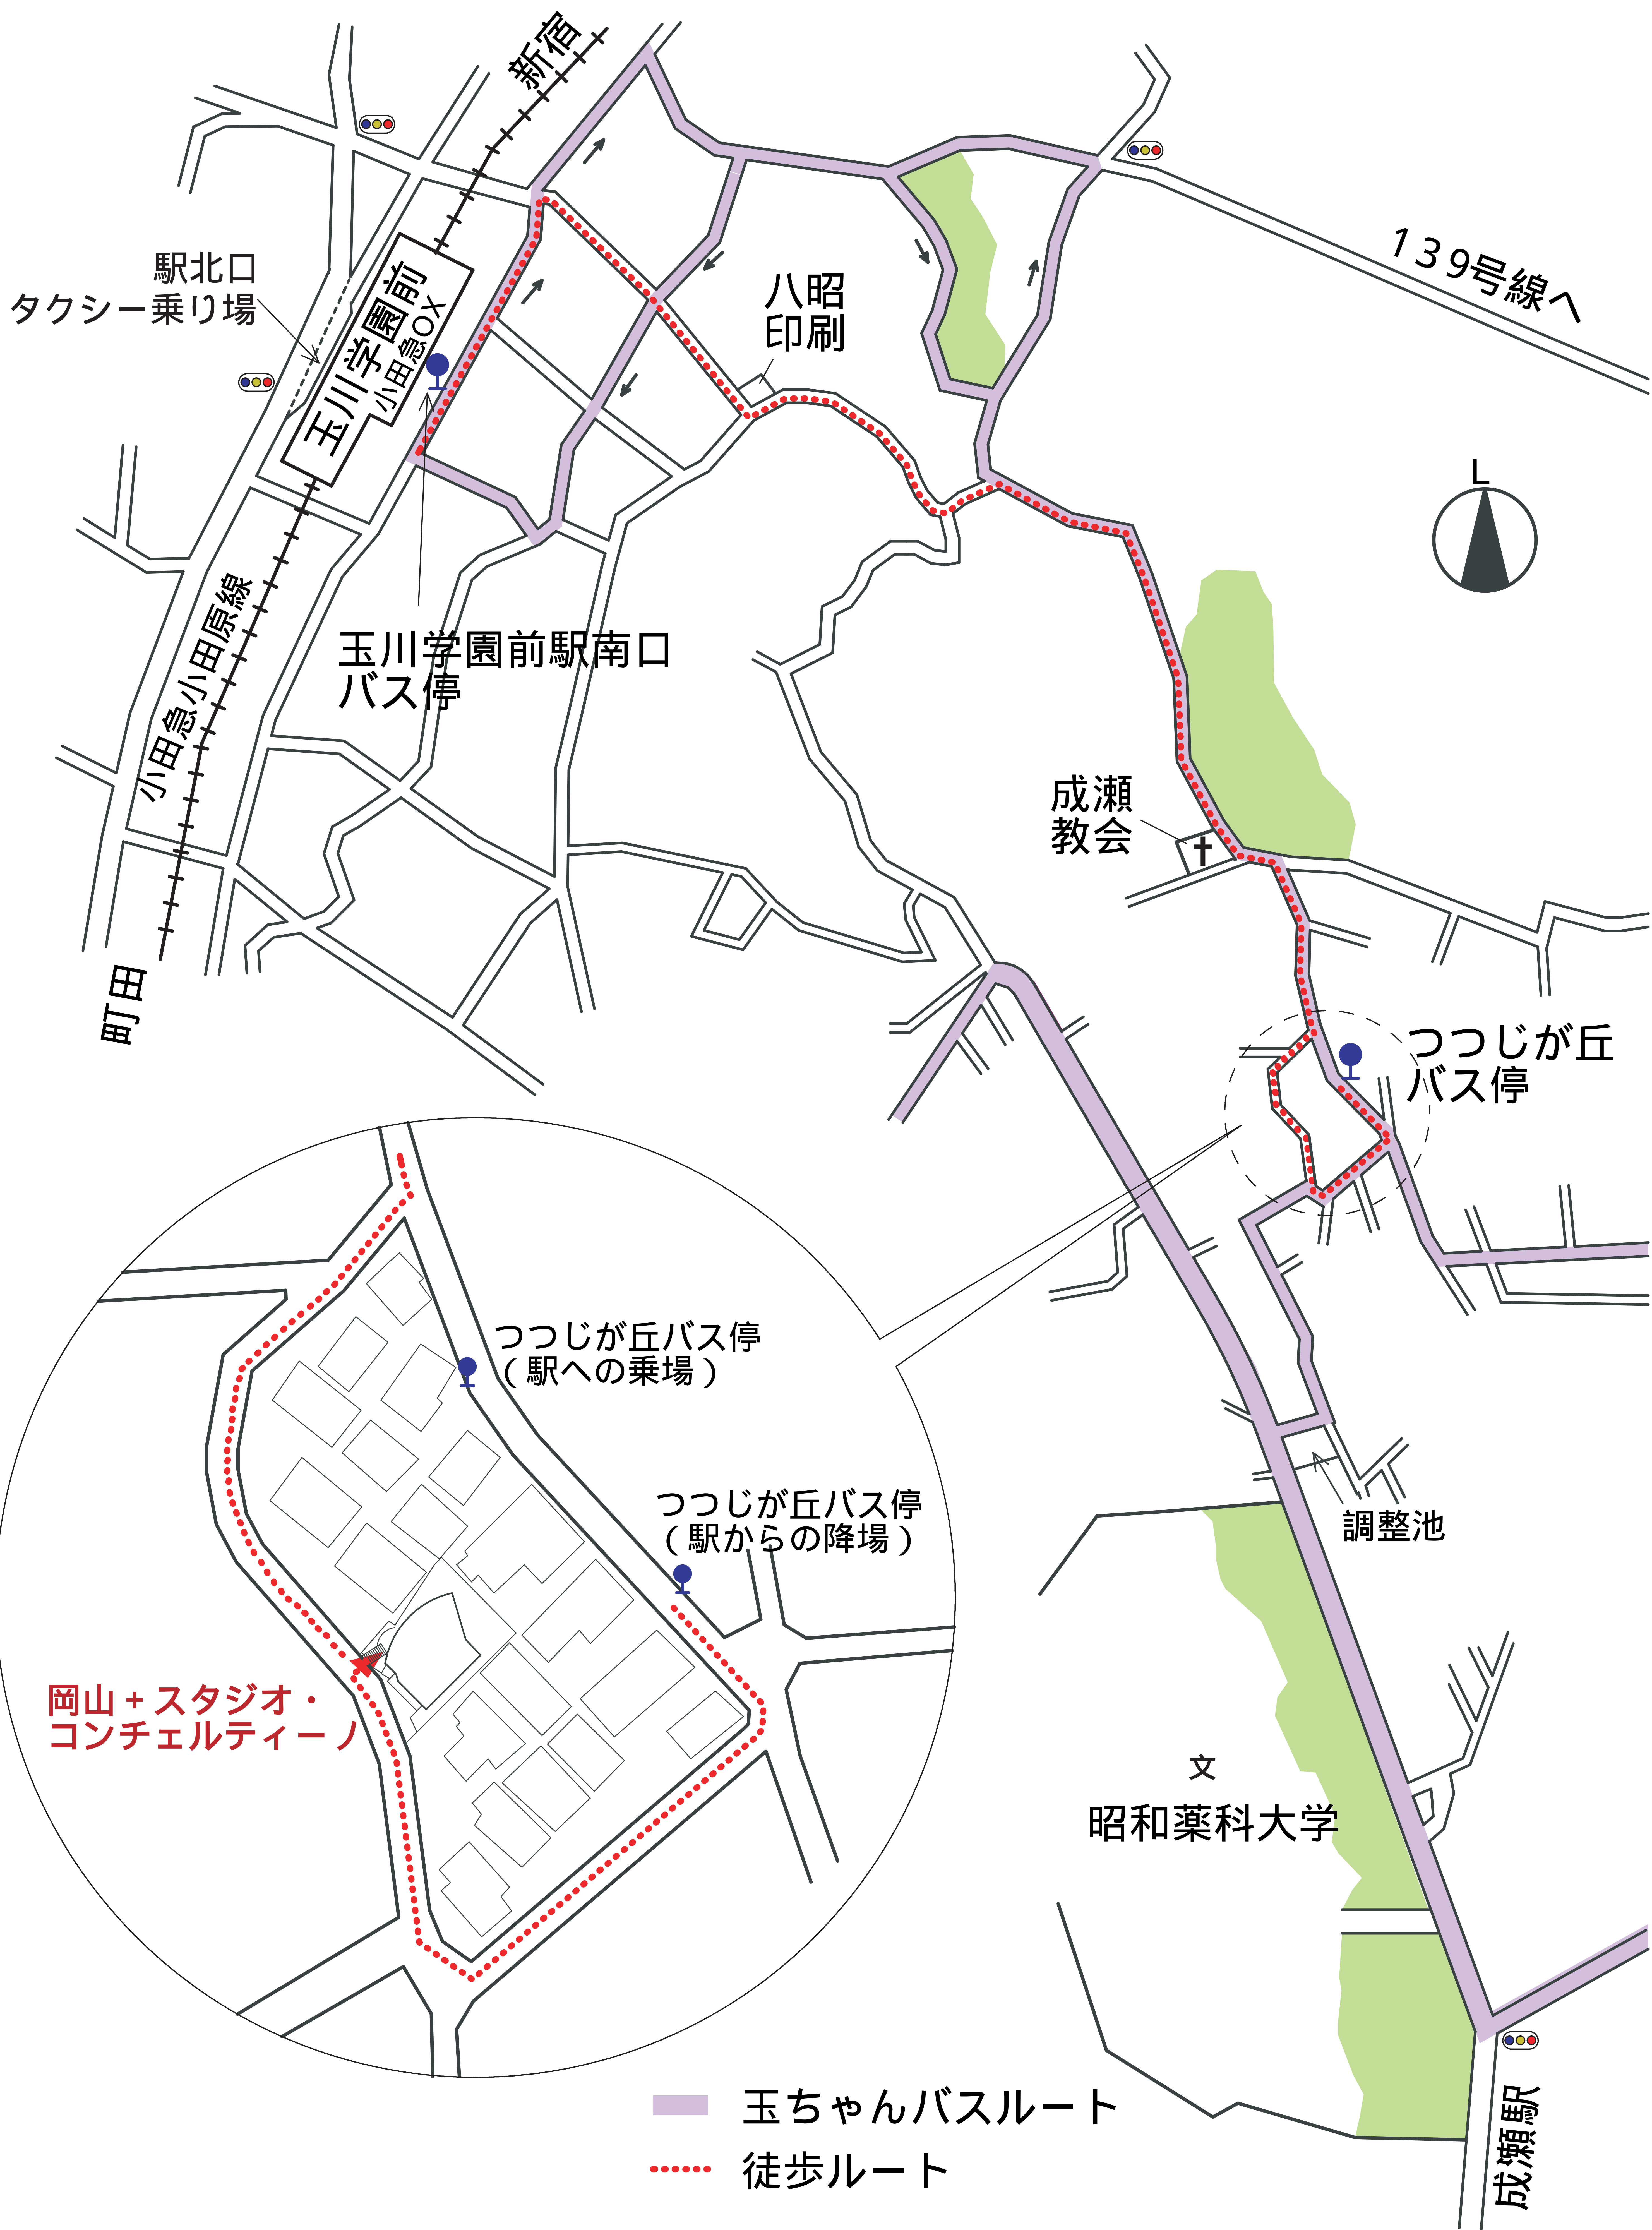 新宿
駅北口
タクシー乗り場
玉川学園前
小田急OX
八昭
印刷
139号線へ
L
小田急小田原線
玉川学園前駅南口
バス停
成瀬
教会
町田
つつじが丘
バス停
つつじが丘バス停
(駅への乗場)
つつじが丘バス停
(駅からの降場)
調整池
岡山+スタジオ・
コンチェルティーノ
文
昭和薬科大学
玉ちゃんバスルート
徒歩ルート
成瀬駅